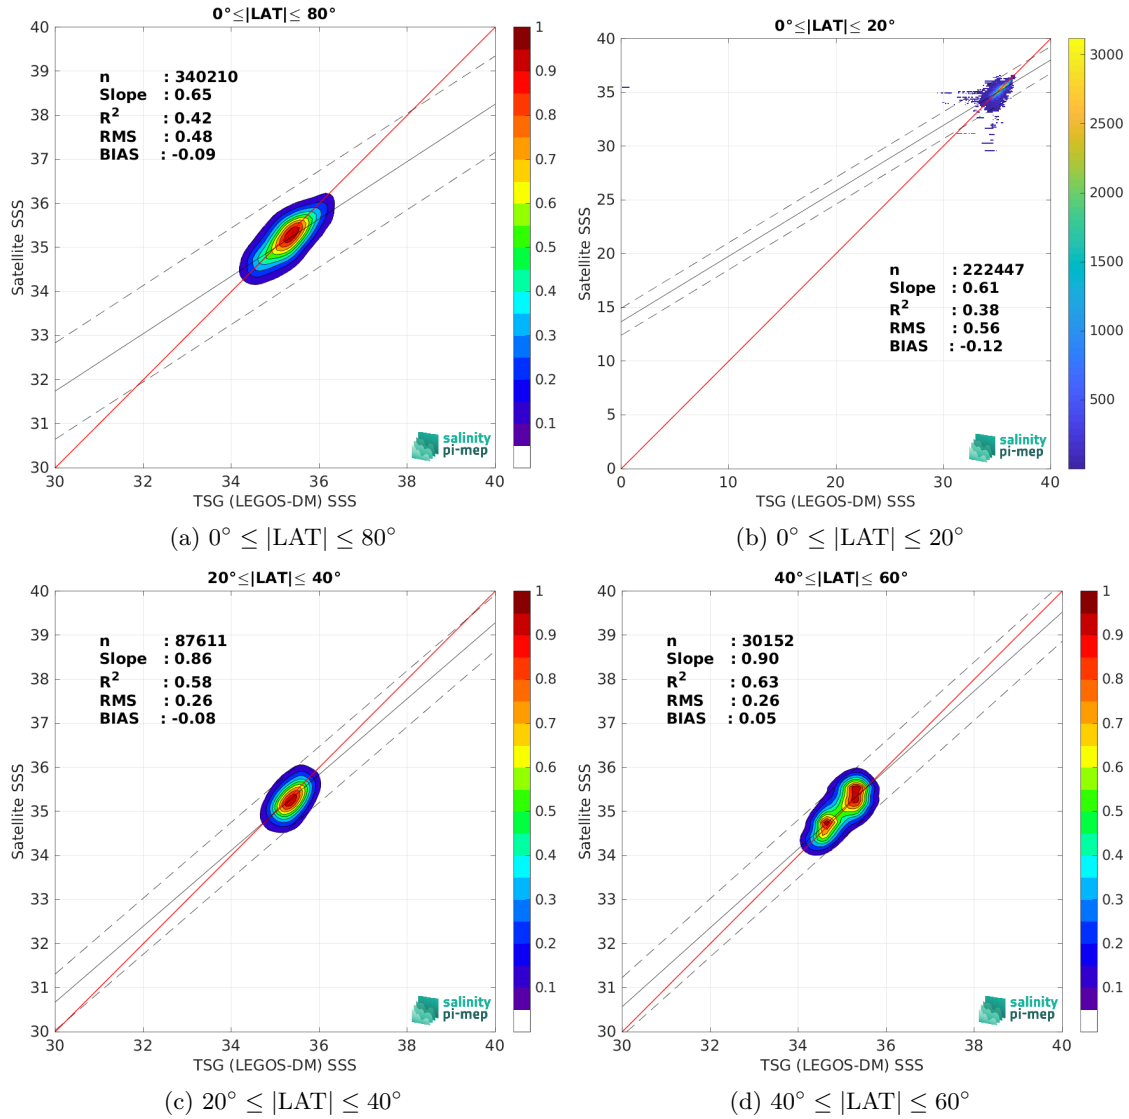 0°≤|LAT|≤ 80°
40
39
38
37
36
35
34
33
32
31
30
Satellite SSS
n : 340210
Slope : 0.65
R² : 0.42
RMS : 0.48
BIAS : -0.09
salinity
pi-mep
30 32 34 36 38 40
TSG (LEGOS-DM) SSS
1
0.9
0.8
0.7
0.6
0.5
0.4
0.3
0.2
0.1
(a) 0° ≤ |LAT| ≤ 80°
0°≤|LAT|≤ 20°
40
35
30
25
20
15
10
5
0
Satellite SSS
n : 222447
Slope : 0.61
R² : 0.38
RMS : 0.56
BIAS : -0.12
salinity
pi-mep
0 10 20 30 40
TSG (LEGOS-DM) SSS
3000
2500
2000
1500
1000
500
(b) 0° ≤ |LAT| ≤ 20°
20°≤|LAT|≤ 40°
40
39
38
37
36
35
34
33
32
31
30
Satellite SSS
n : 87611
Slope : 0.86
R² : 0.58
RMS : 0.26
BIAS : -0.08
salinity
pi-mep
30 32 34 36 38 40
TSG (LEGOS-DM) SSS
1
0.9
0.8
0.7
0.6
0.5
0.4
0.3
0.2
0.1
(c) 20° ≤ |LAT| ≤ 40°
40°≤|LAT|≤ 60°
40
39
38
37
36
35
34
33
32
31
30
Satellite SSS
n : 30152
Slope : 0.90
R² : 0.63
RMS : 0.26
BIAS : 0.05
salinity
pi-mep
30 32 34 36 38 40
TSG (LEGOS-DM) SSS
1
0.9
0.8
0.7
0.6
0.5
0.4
0.3
0.2
0.1
(d) 40° ≤ |LAT| ≤ 60°